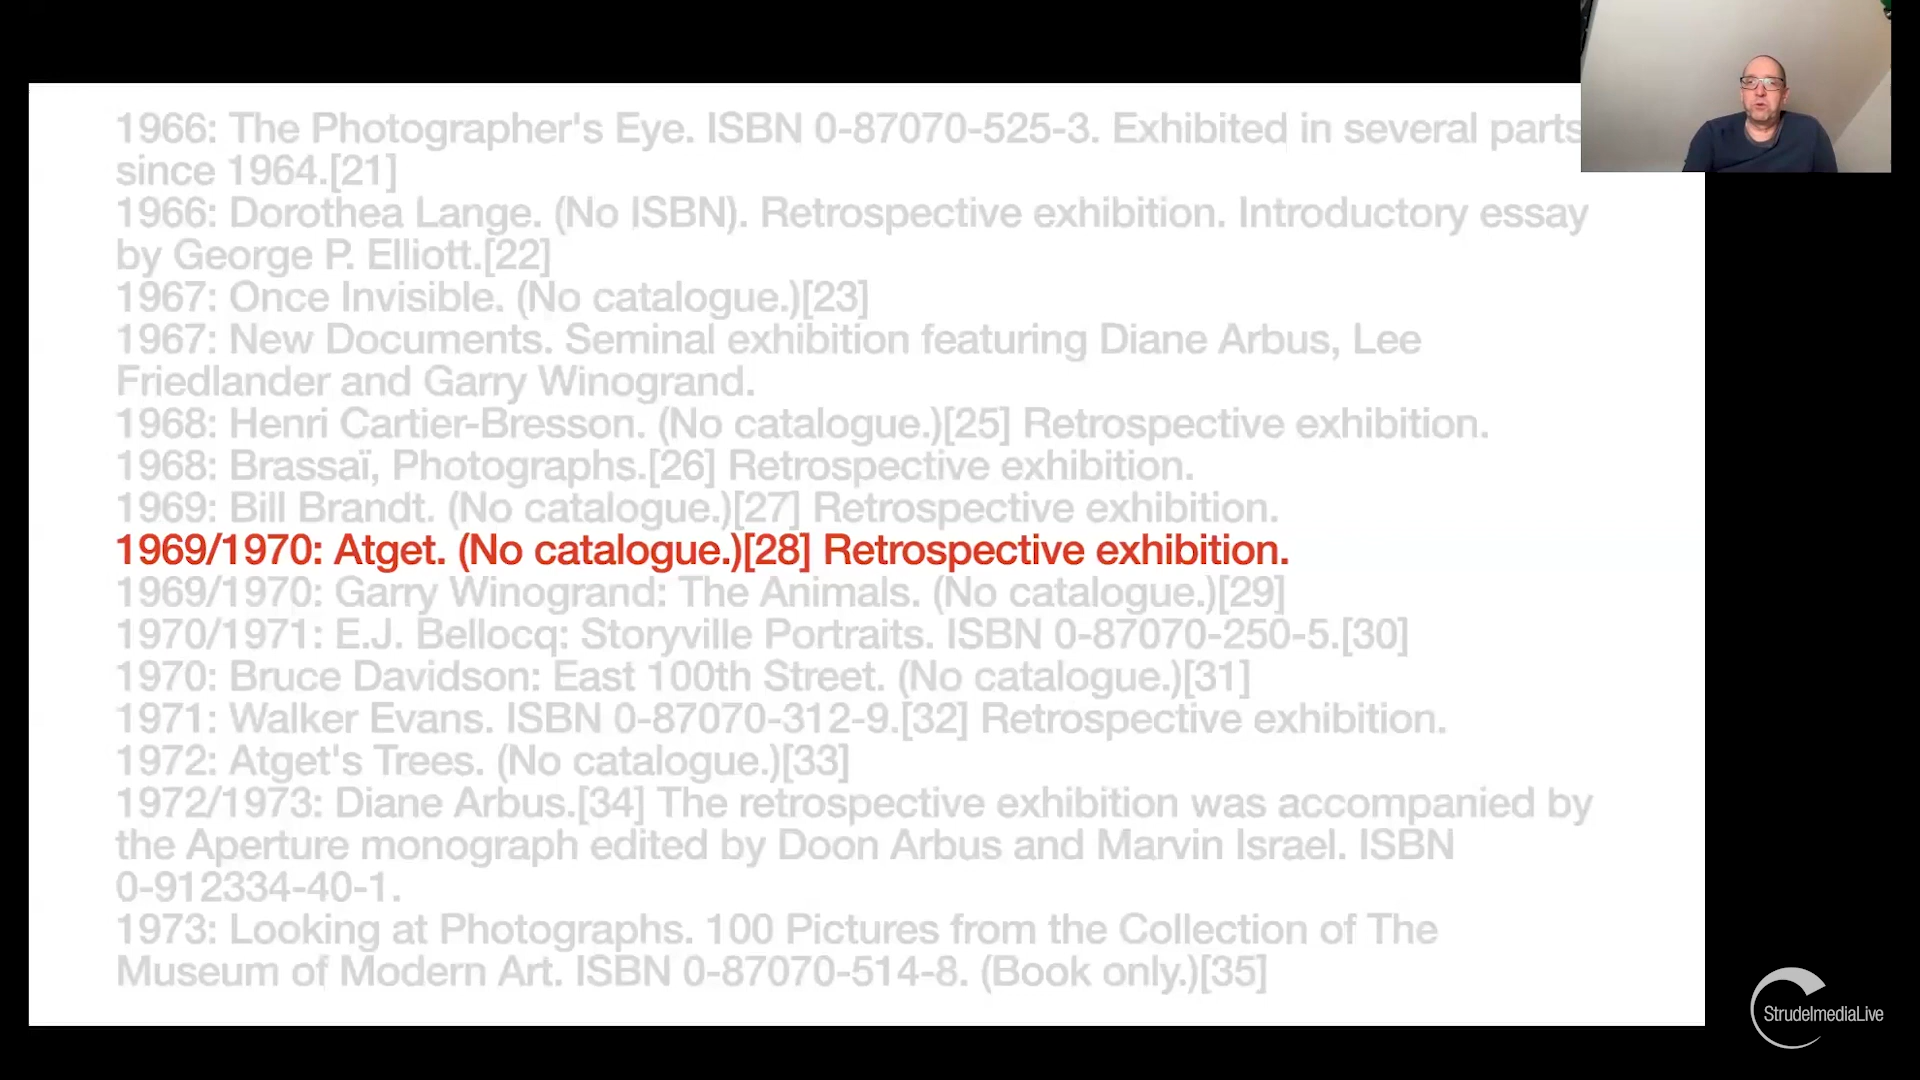 1966: The Photographer's Eye. ISBN 0-87070-525-3. Exhibited in several parts
since 1964.[21]
1966: Dorothea Lange. (No ISBN). Retrospective exhibition. Introductory essay
by George P. Elliott.[22]
1967: Once Invisible. (No catalogue.)[23]
1967: New Documents. Seminal exhibition featuring Diane Arbus, Lee
Friedlander and Garry Winogrand.
1968: Henri Cartier-Bresson. (No catalogue.)[25] Retrospective exhibition.
1968: Brassaï, Photographs.[26] Retrospective exhibition.
1969: Bill Brandt. (No catalogue.)[27] Retrospective exhibition.
1969/1970: Atget. (No catalogue.)[28] Retrospective exhibition.
1969/1970: Garry Winogrand: The Animals. (No catalogue.)[29]
1970/1971: E.J. Bellocq: Storyville Portraits. ISBN 0-87070-250-5.[30]
1970: Bruce Davidson: East 100th Street. (No catalogue.)[31]
1971: Walker Evans. ISBN 0-87070-312-9.[32] Retrospective exhibition.
1972: Atget's Trees. (No catalogue.)[33]
1972/1973: Diane Arbus.[34] The retrospective exhibition was accompanied by
the Aperture monograph edited by Doon Arbus and Marvin Israel. ISBN
0-912334-40-1.
1973: Looking at Photographs. 100 Pictures from the Collection of The
Museum of Modern Art. ISBN 0-87070-514-8. (Book only.)[35]
StrudelmediaLive